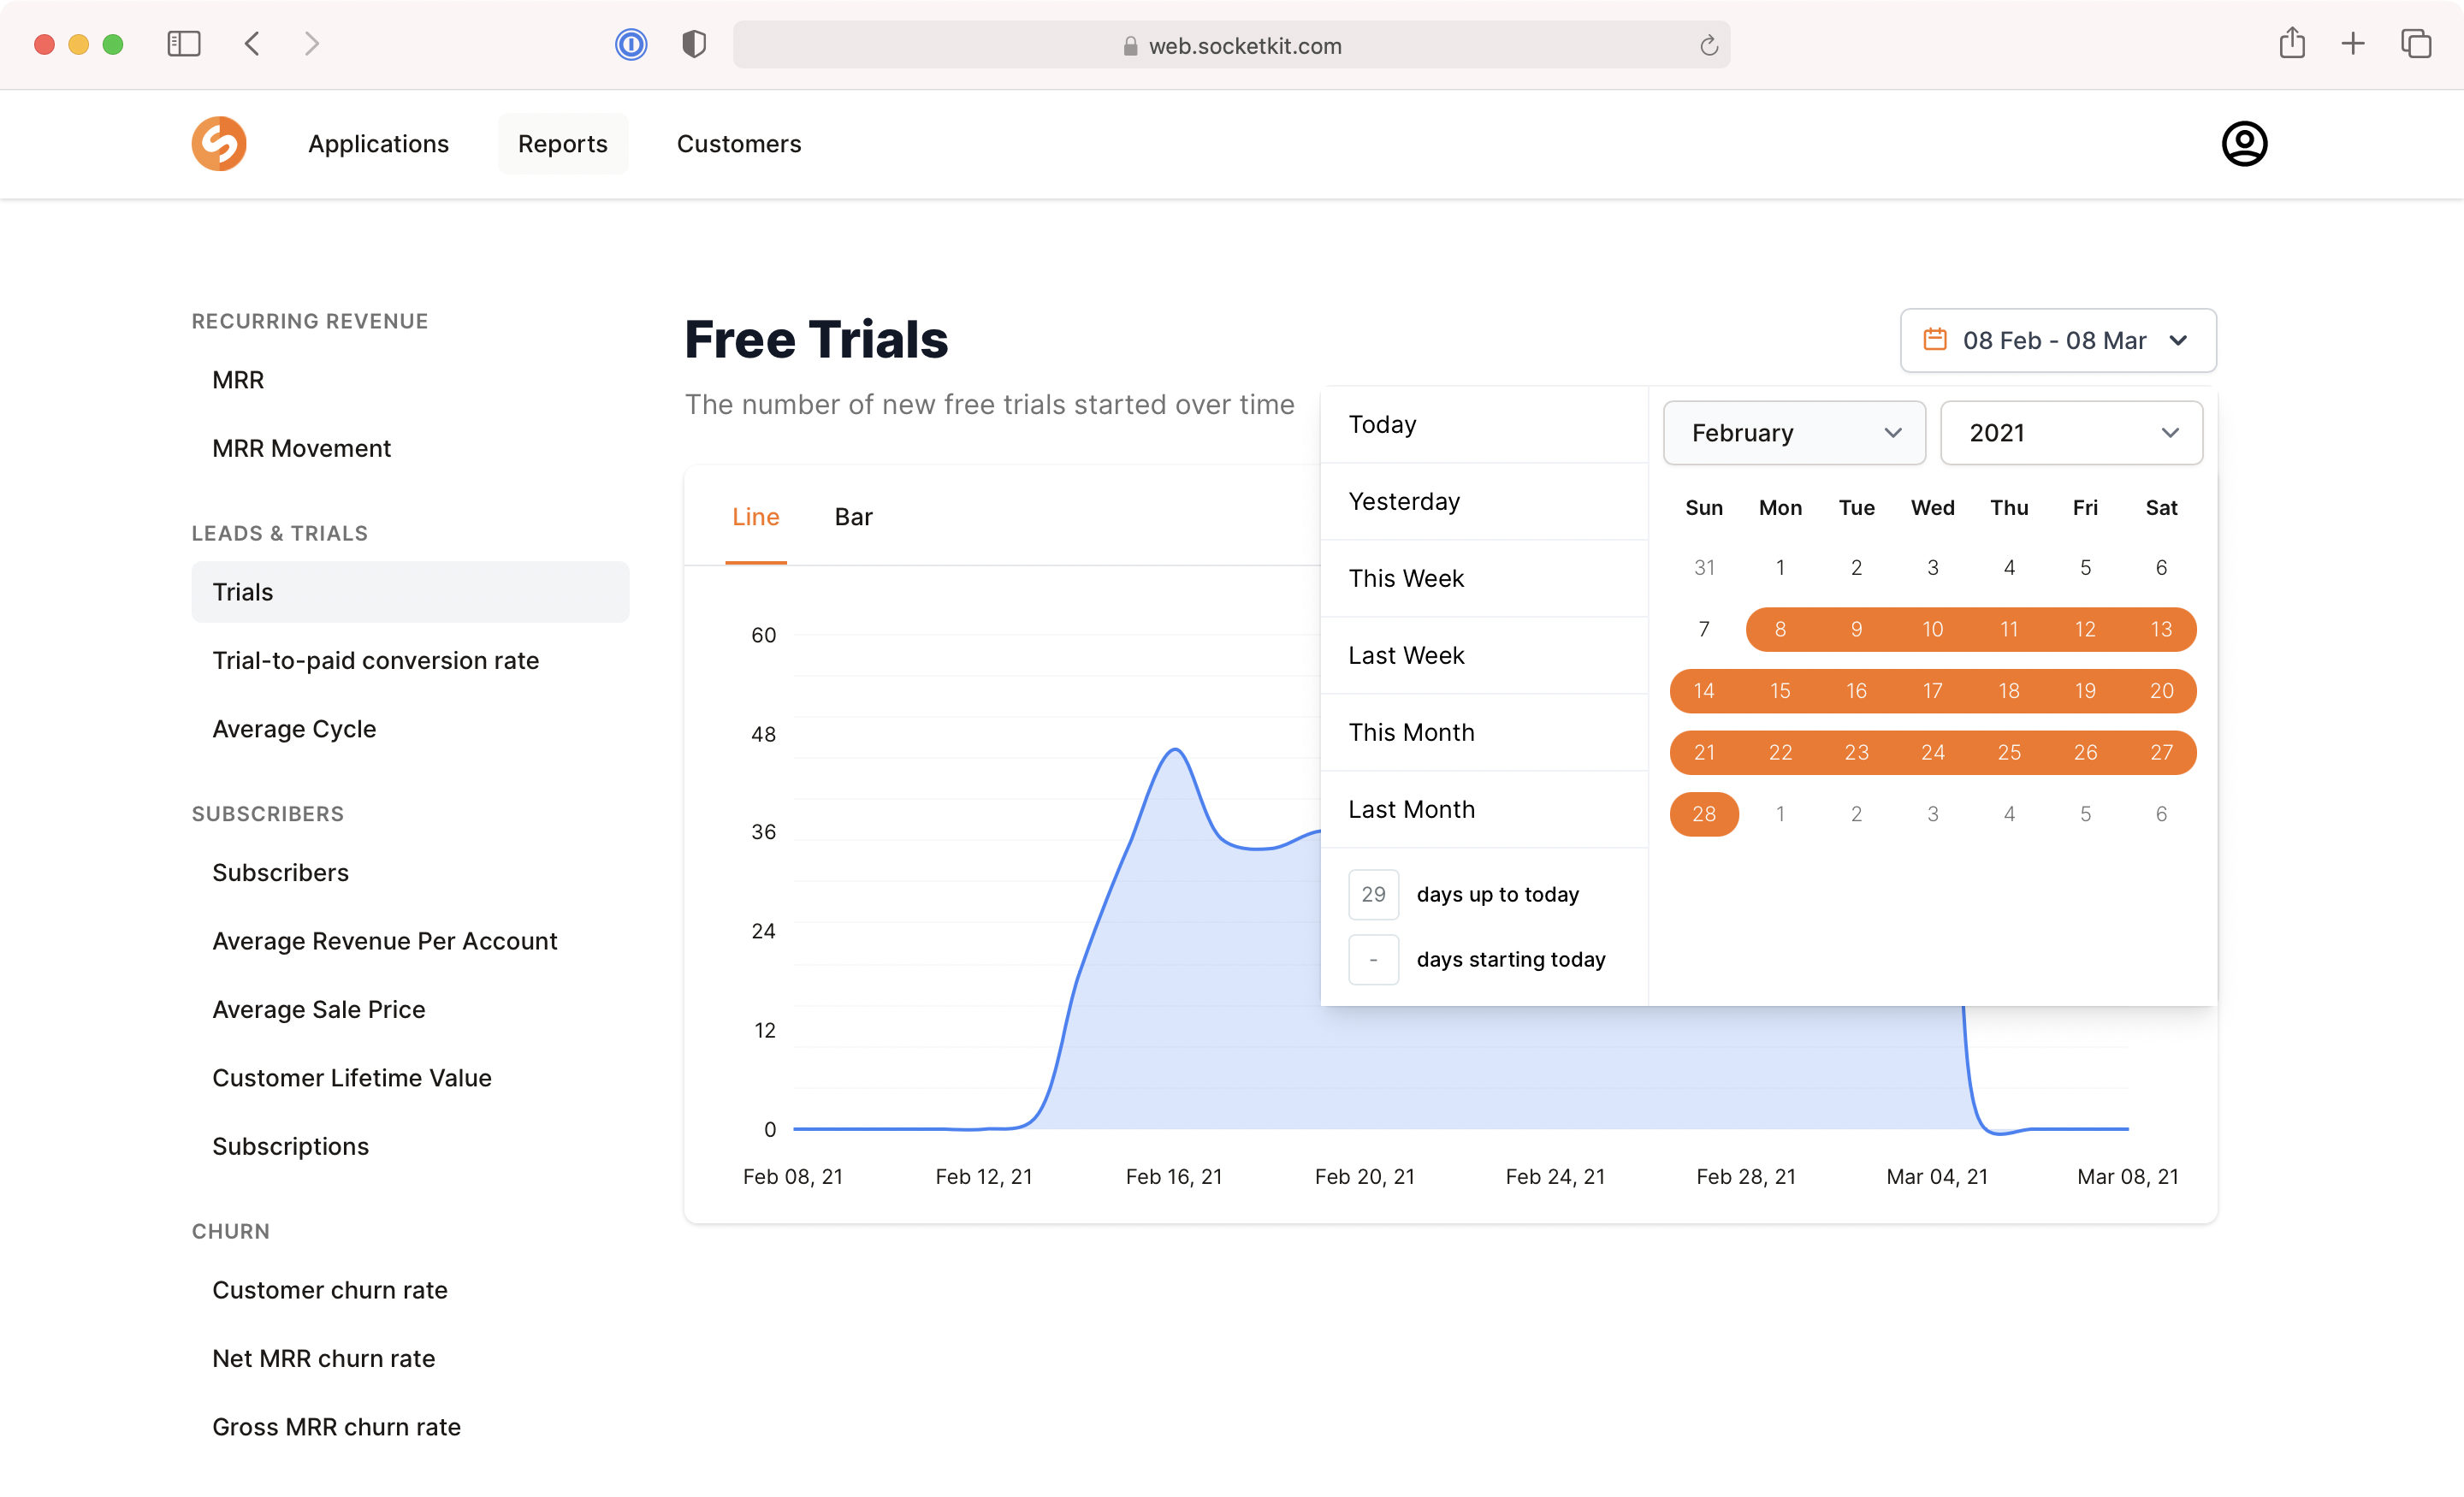 web.socketkit.com
Applications Reports Customers
RECURRING REVENUE
MRR
MRR Movement
LEADS & TRIALS
Trials
Trial-to-paid conversion rate
Average Cycle
SUBSCRIBERS
Subscribers
Average Revenue Per Account
Average Sale Price
Customer Lifetime Value
Subscriptions
CHURN
Customer churn rate
Net MRR churn rate
Gross MRR churn rate
Free Trials
The number of new free trials started over time
08 Feb - 08 Mar
Line Bar
60
48
36
24
12
0
Feb 08, 21 Feb 12, 21 Feb 16, 21 Feb 20, 21 Feb 24, 21 Feb 28, 21 Mar 04, 21 Mar 08, 21
Today
Yesterday
This Week
Last Week
This Month
Last Month
29 days up to today
- days starting today
February 2021
Sun Mon Tue Wed Thu Fri Sat
31 1 2 3 4 5 6
7 8 9 10 11 12 13
14 15 16 17 18 19 20
21 22 23 24 25 26 27
28 1 2 3 4 5 6